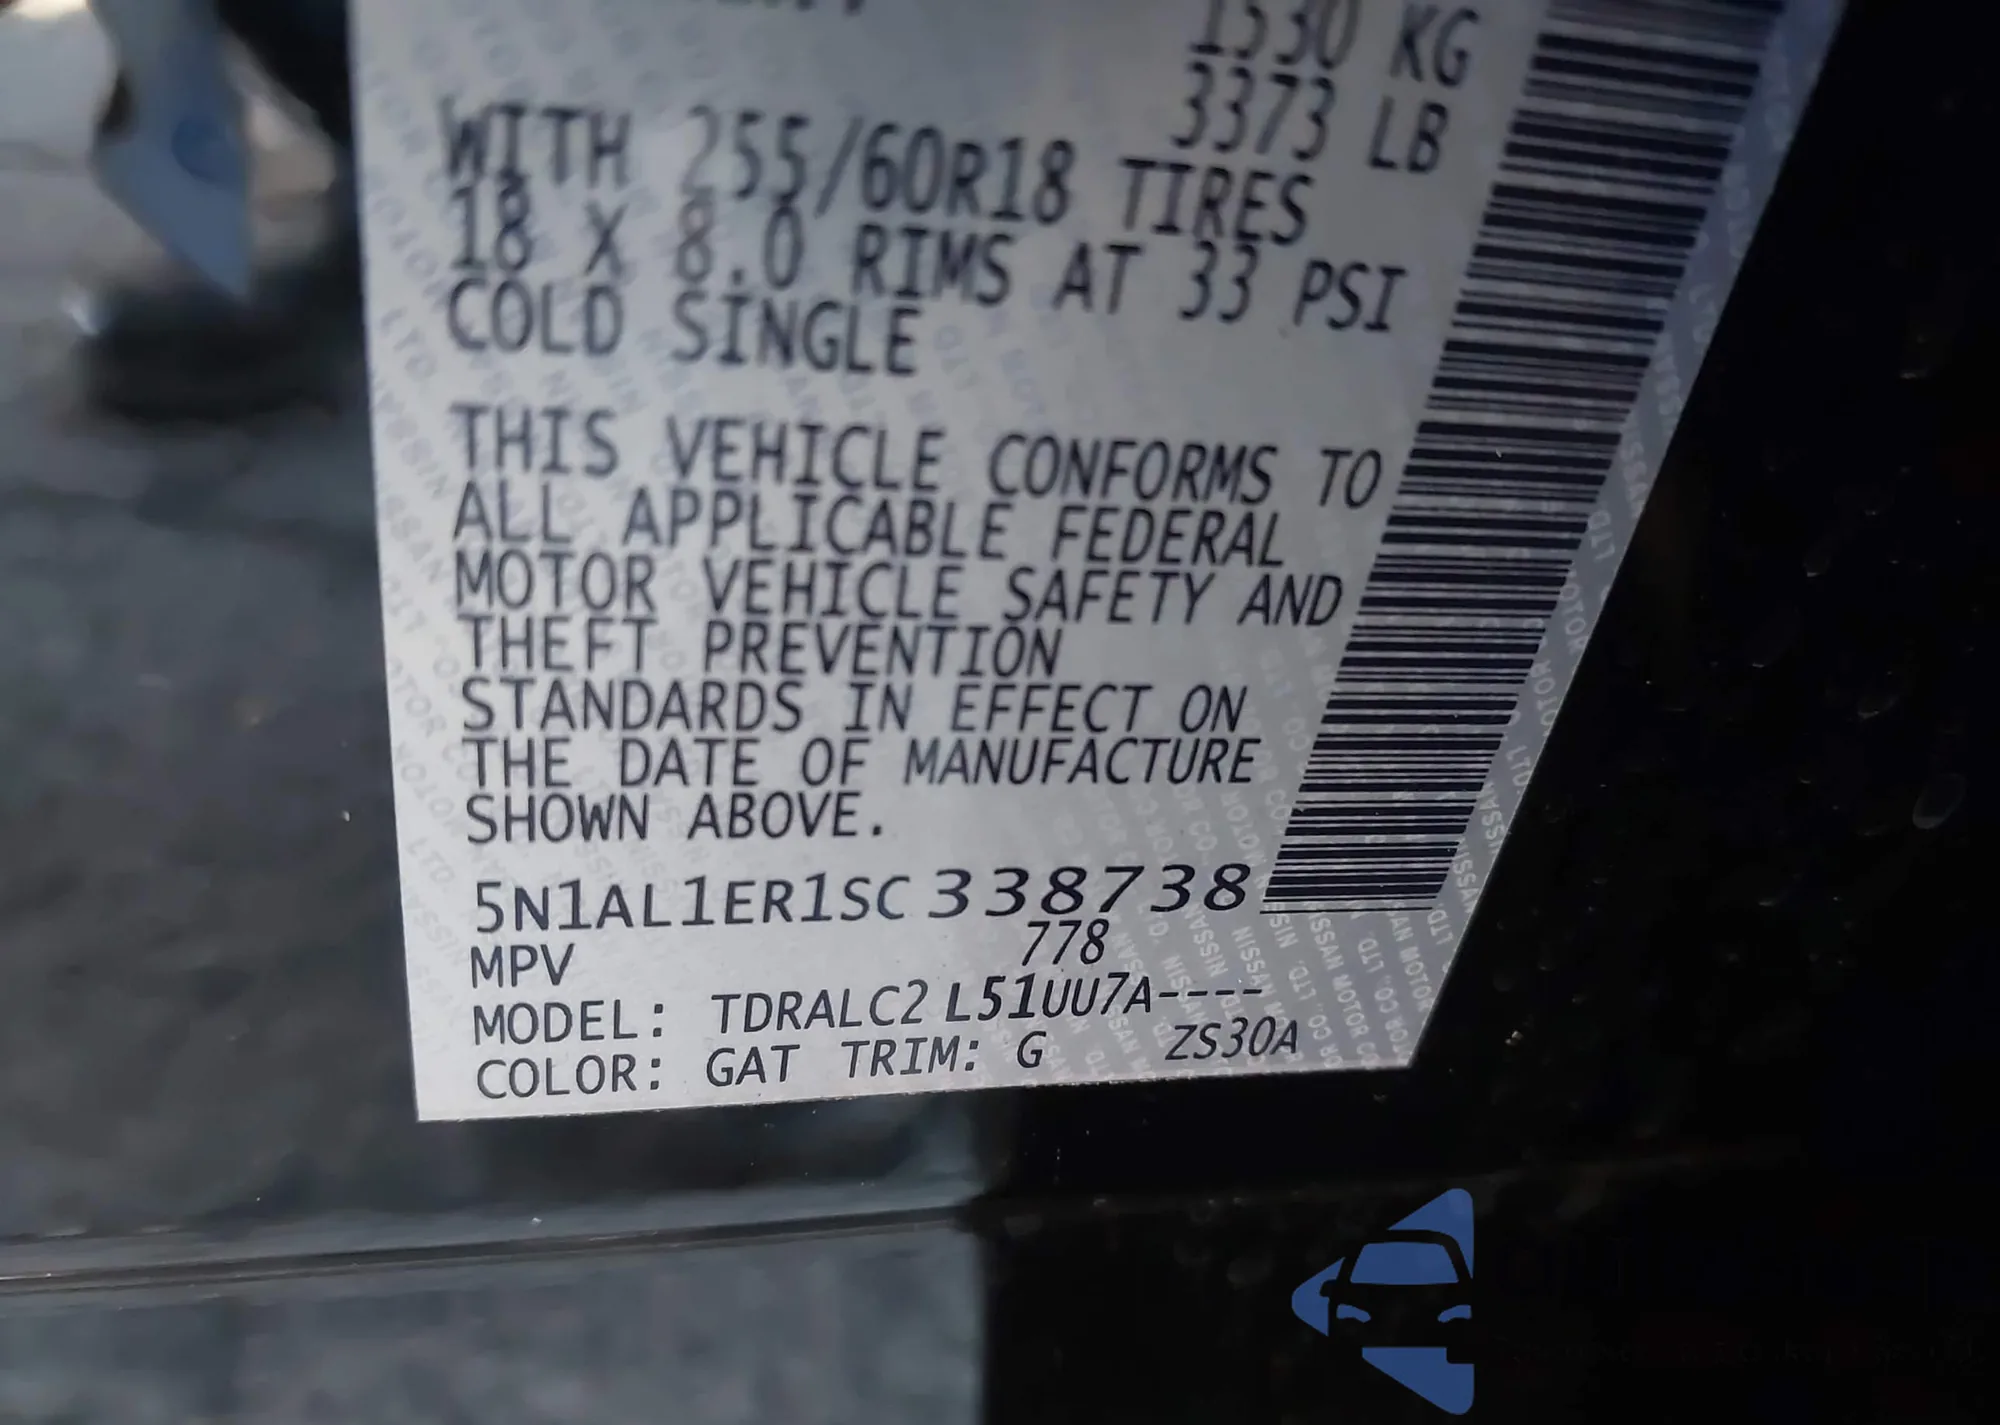 1530 KG
3373 LB
WITH 255/60R18 TIRES
18 X 8.0 RIMS AT 33 PSI
COLD SINGLE
THIS VEHICLE CONFORMS TO
ALL APPLICABLE FEDERAL
MOTOR VEHICLE SAFETY AND
THEFT PREVENTION
STANDARDS IN EFFECT ON
THE DATE OF MANUFACTURE
SHOWN ABOVE.
5N1AL1ER1SC338738
MPV 778
MODEL: TDRALC2 L51UU7A----
COLOR: GAT TRIM: G ZS30A